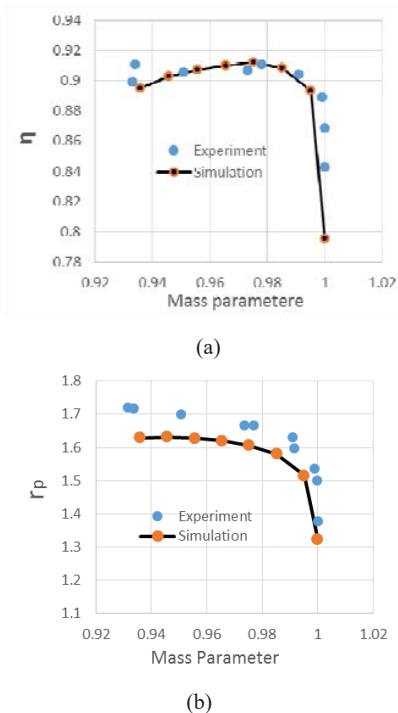 0.94
0.92
0.9
0.88
0.86
0.84
0.82
0.8
0.78
η
Experiment
Simulation
0.92 0.94 0.96 0.98 1 1.02
Mass parametere
(a)
1.8
1.7
1.6
1.5
1.4
1.3
1.2
1.1
rp
Experiment
Simulation
0.92 0.94 0.96 0.98 1 1.02
Mass Parameter
(b)